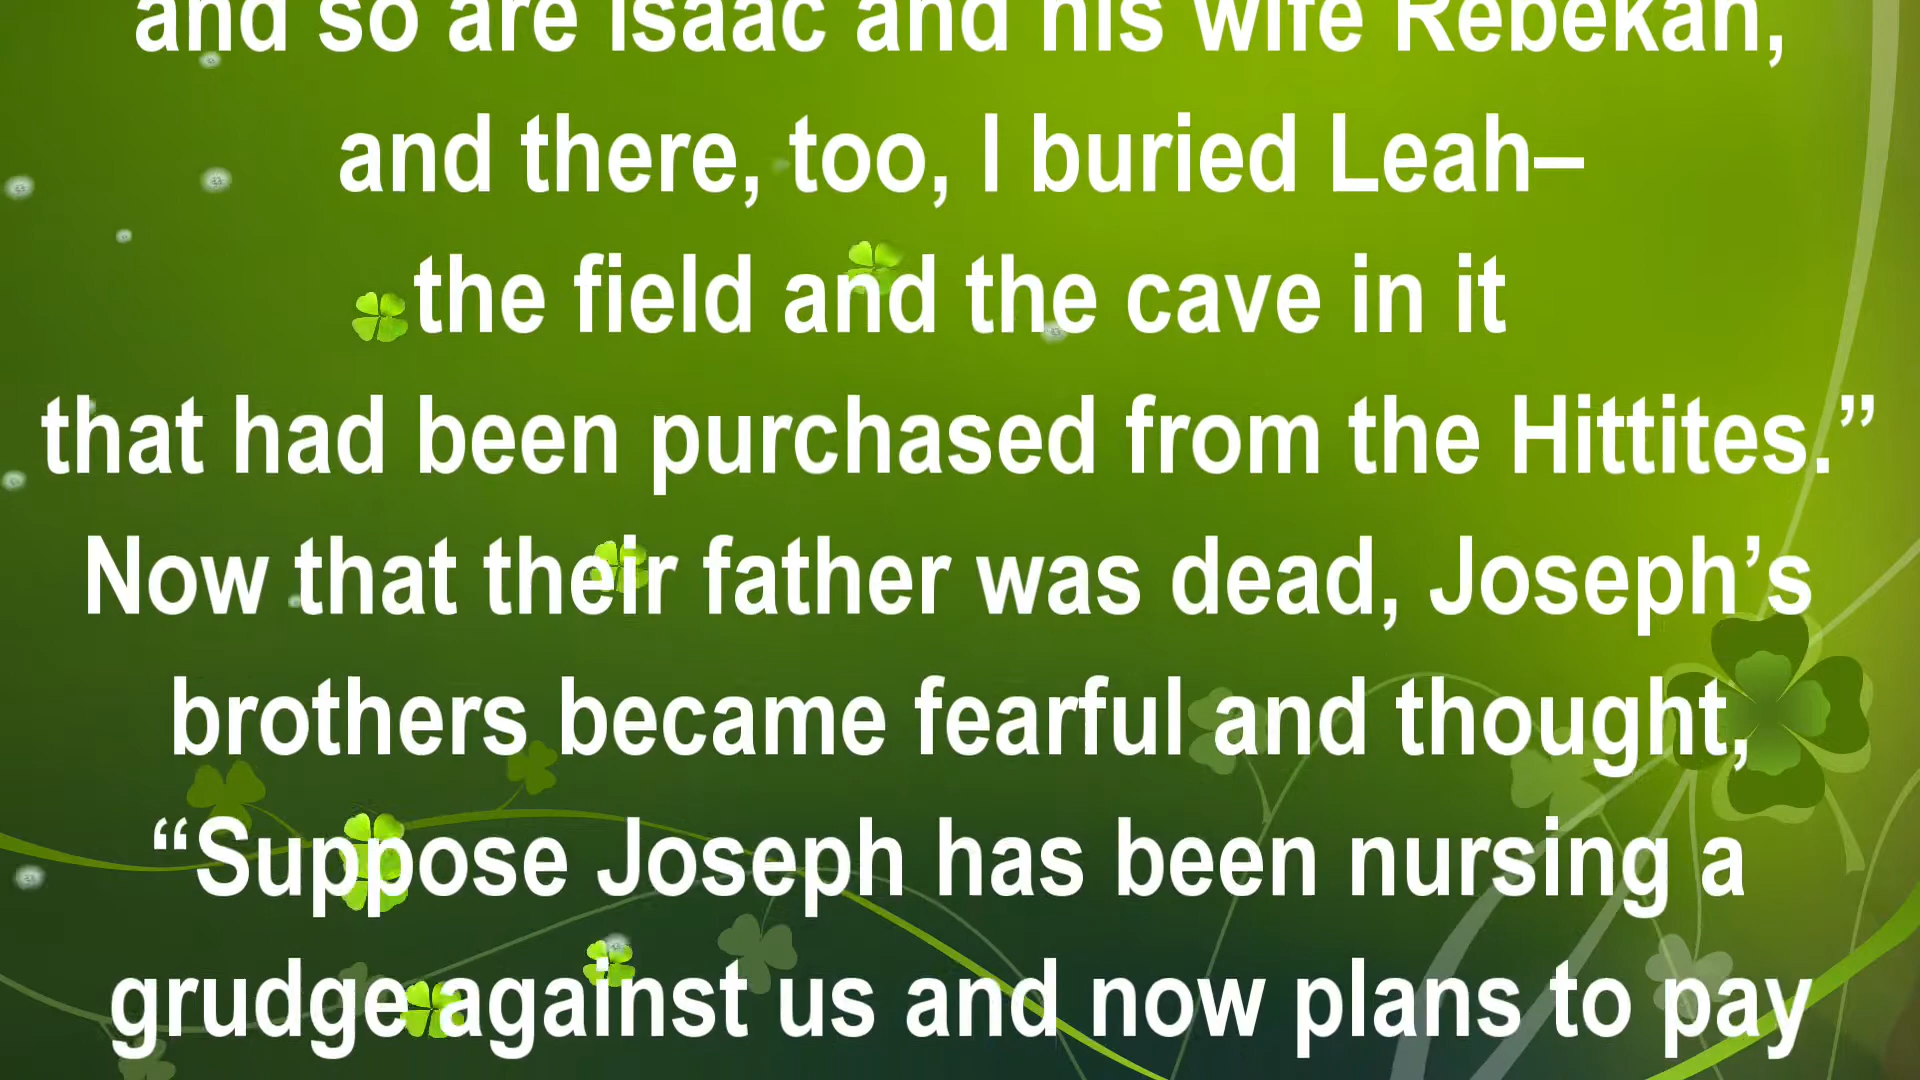 and so are Isaac and his wife Rebekah,
and there, too, I buried Leah–
the field and the cave in it
that had been purchased from the Hittites.”
Now that their father was dead, Joseph’s
brothers became fearful and thought,
“Suppose Joseph has been nursing a
grudge against us and now plans to pay